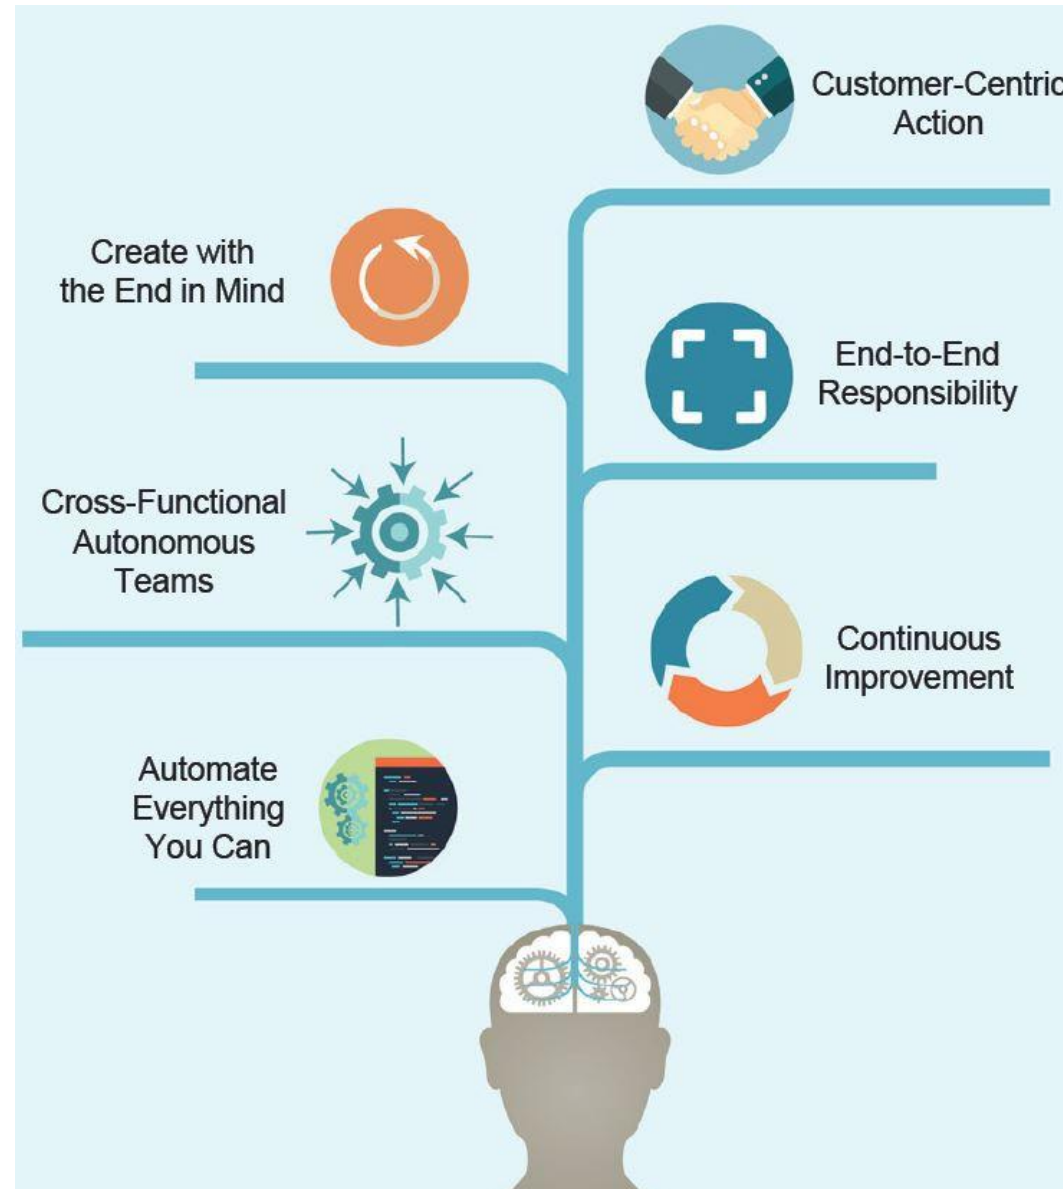 Customer-Centric
Action
Create with
the End in Mind
End-to-End
Responsibility
Cross-Functional
Autonomous
Teams
Continuous
Improvement
Automate
Everything
You Can